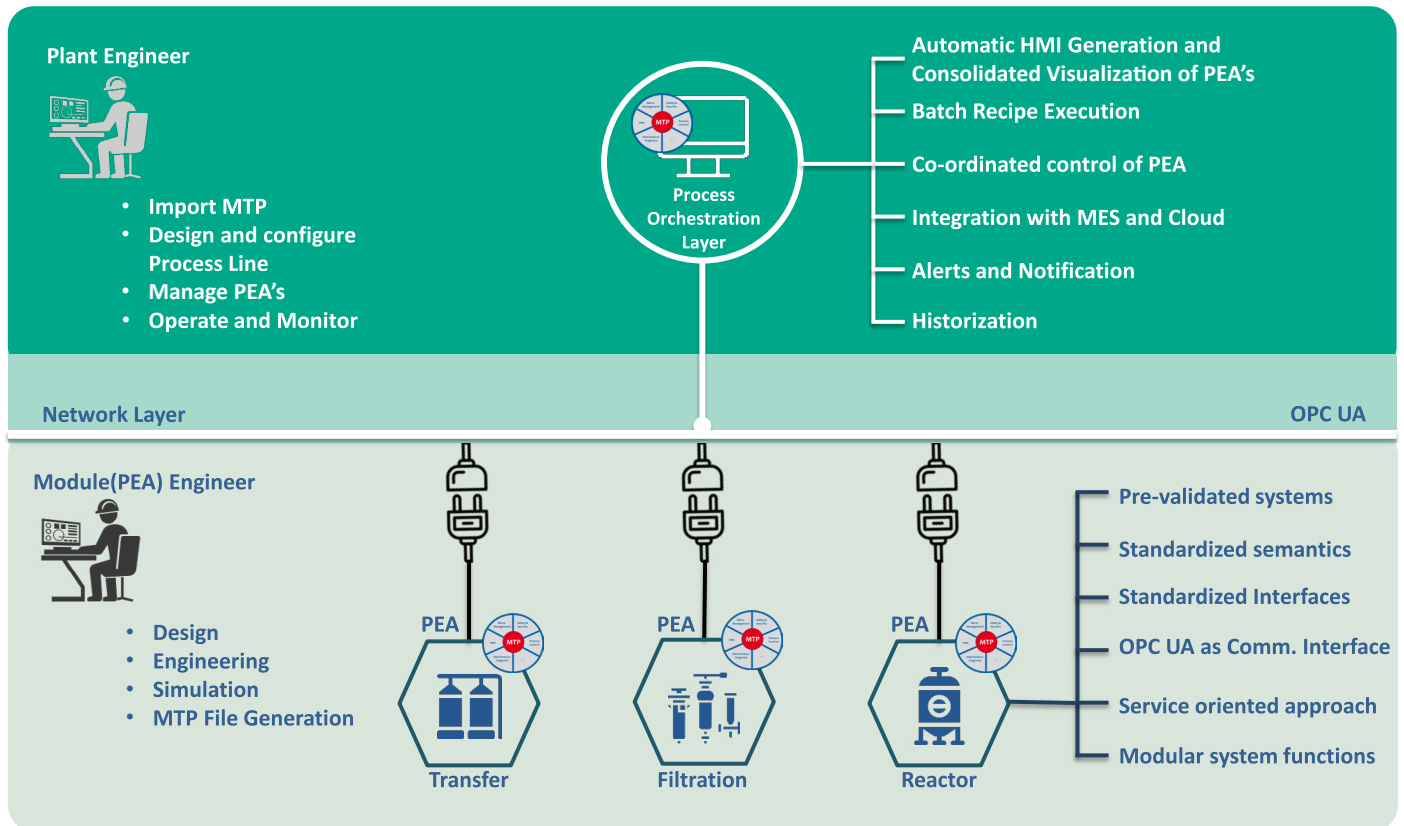 Plant Engineer
• Import MTP
• Design and configure
Process Line
• Manage PEA's
• Operate and Monitor
MTP
Process
Orchestration
Layer
Automatic HMI Generation and
Consolidated Visualization of PEA's
Batch Recipe Execution
Co-ordinated control of PEA
Integration with MES and Cloud
Alerts and Notification
Historization
Network Layer
OPC UA
Module(PEA) Engineer
• Design
• Engineering
• Simulation
• MTP File Generation
PEA
MTP
Transfer
PEA
MTP
Filtration
PEA
MTP
Reactor
Pre-validated systems
Standardized semantics
Standardized Interfaces
OPC UA as Comm. Interface
Service oriented approach
Modular system functions